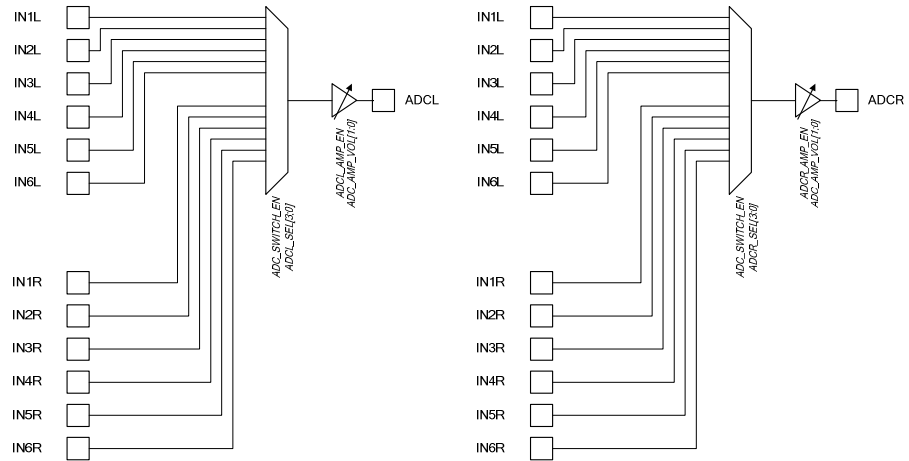 IN1L
IN2L
IN3L
IN4L
IN5L
IN6L
ADCL
ADCL_AMP_EN
ADC_AMP_VOL[1:0]
ADC_SWITCH_EN
ADCL_SEL[3:0]
IN1R
IN2R
IN3R
IN4R
IN5R
IN6R
IN1L
IN2L
IN3L
IN4L
IN5L
IN6L
ADCR
ADCR_AMP_EN
ADC_AMP_VOL[1:0]
ADC_SWITCH_EN
ADCR_SEL[3:0]
IN1R
IN2R
IN3R
IN4R
IN5R
IN6R